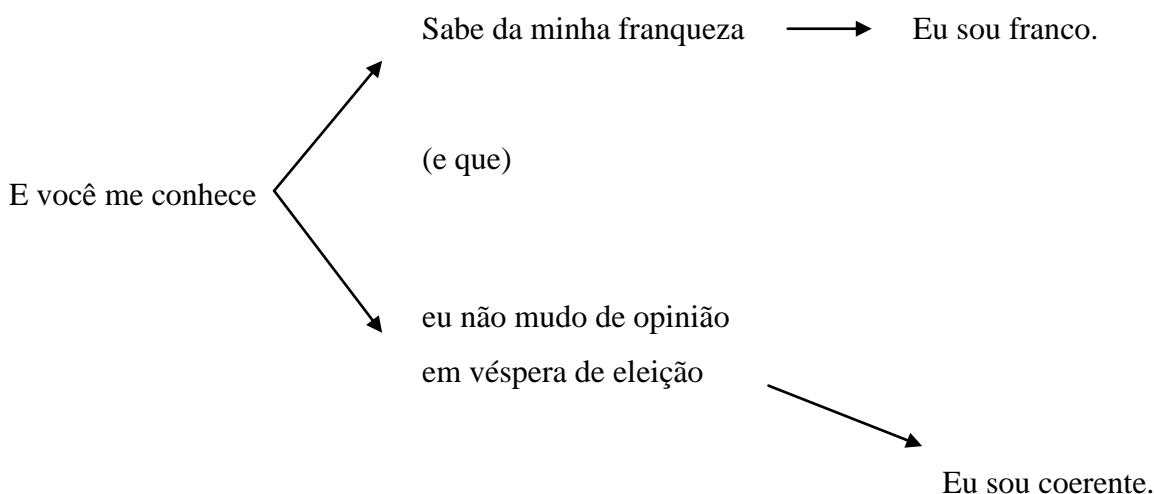 Sabe da minha franqueza
Eu sou franco.
(e que)
E você me conhece
eu não mudo de opinião
em véspera de eleição
Eu sou coerente.